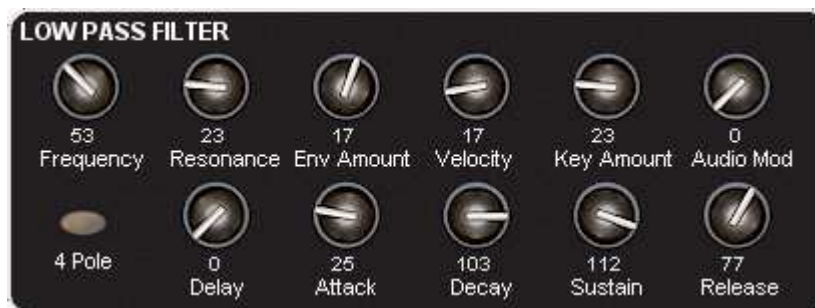 LOW PASS FILTER
53 23 17 17 23 0
Frequency Resonance Env Amount Velocity Key Amount Audio Mod
0 25 103 112 77
4 Pole
Delay Attack Decay Sustain Release